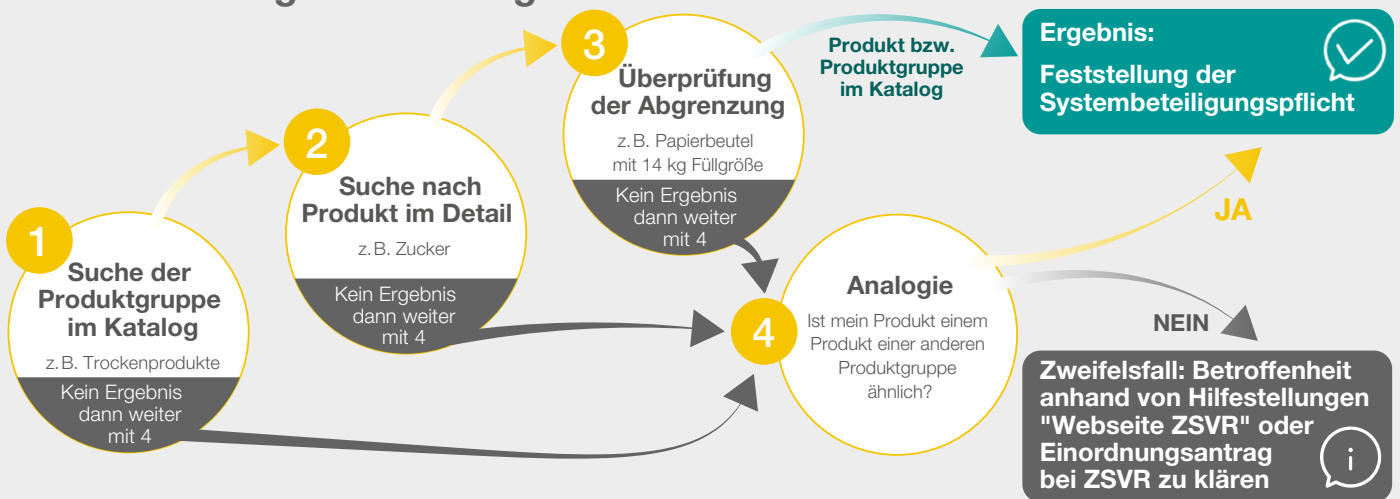 1
Suche der
Produktgruppe
im Katalog
z. B. Trockenprodukte
Kein Ergebnis
dann weiter
mit 4
2
Suche nach
Produkt im Detail
z. B. Zucker
Kein Ergebnis
dann weiter
mit 4
3
Überprüfung
der Abgrenzung
z. B. Papierbeutel
mit 14 kg Füllgröße
Kein Ergebnis
dann weiter
mit 4
Produkt bzw.
Produktgruppe
im Katalog
Ergebnis:
Feststellung der
Systembeteiligungspflicht
4
Analogie
Ist mein Produkt einem
Produkt einer anderen
Produktgruppe
ähnlich?
JA
NEIN
Zweifelsfall: Betroffenheit
anhand von Hilfestellungen
"Webseite ZSVR" oder
Einordnungsantrag
bei ZSVR zu klären
i